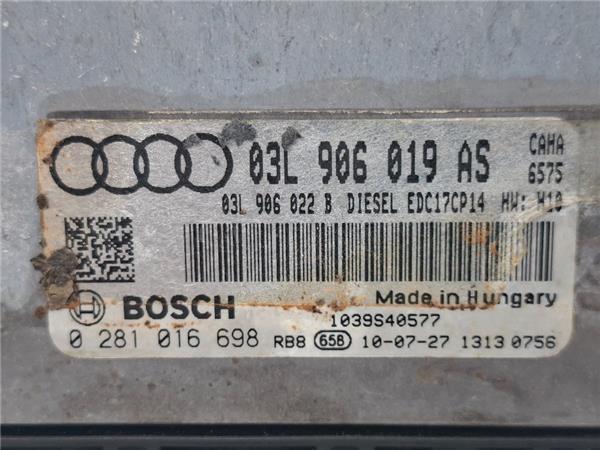 03L 906 019 AS CAHA
6575
03L 906 022 B DIESEL EDC17CP14 HW: H10
BOSCH Made in Hungary
1039S40577
0 281 016 698 RB8 65B 10-07-27 1313 0756